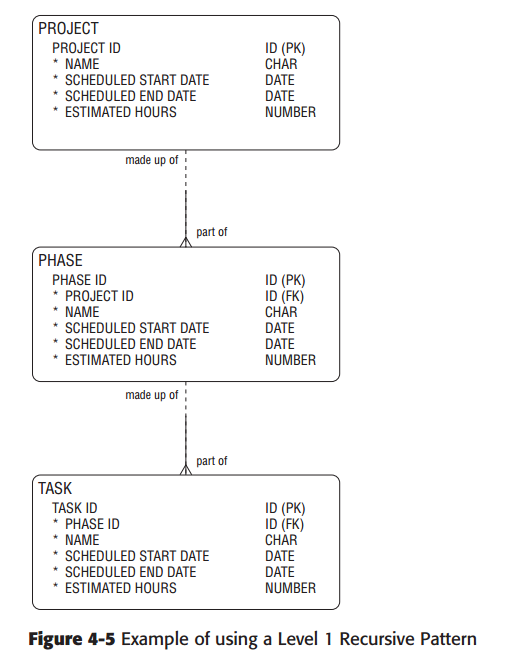 PROJECT
PROJECT ID ID (PK)
* NAME CHAR
* SCHEDULED START DATE DATE
* SCHEDULED END DATE DATE
* ESTIMATED HOURS NUMBER
made up of
part of
PHASE
PHASE ID ID (PK)
* PROJECT ID ID (FK)
* NAME CHAR
* SCHEDULED START DATE DATE
* SCHEDULED END DATE DATE
* ESTIMATED HOURS NUMBER
made up of
part of
TASK
TASK ID ID (PK)
* PHASE ID ID (FK)
* NAME CHAR
* SCHEDULED START DATE DATE
* SCHEDULED END DATE DATE
* ESTIMATED HOURS NUMBER
Figure 4-5 Example of using a Level 1 Recursive Pattern